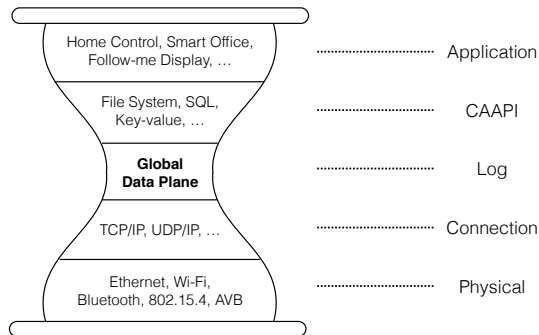 Home Control, Smart Office,
Follow-me Display, …
Application
File System, SQL,
Key-value, …
CAAPI
Global
Data Plane
Log
TCP/IP, UDP/IP, …
Connection
Ethernet, Wi-Fi,
Bluetooth, 802.15.4, AVB
Physical